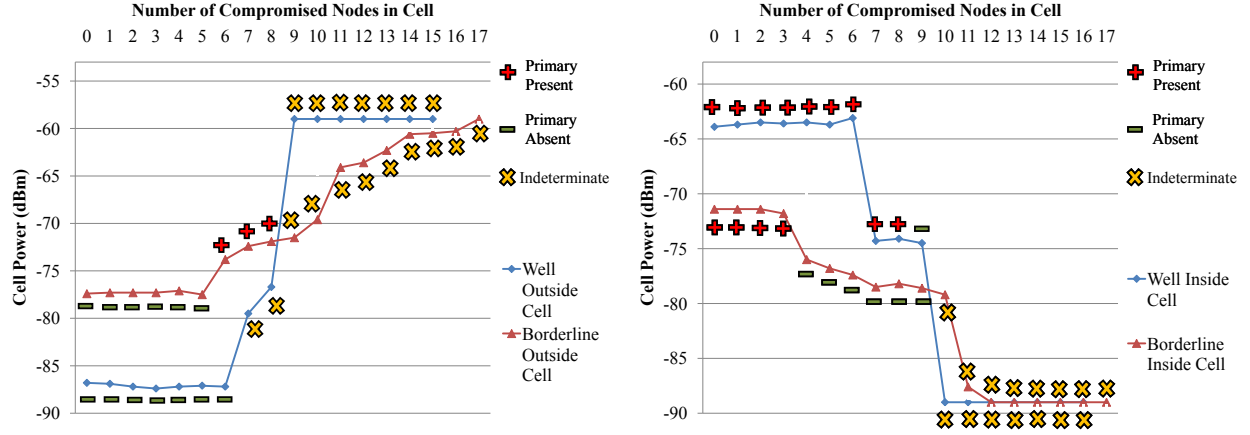 Number of Compromised Nodes in Cell
0 1 2 3 4 5 6 7 8 9 10 11 12 13 14 15 16 17
Cell Power (dBm)
-55
-60
-65
-70
-75
-80
-85
-90
Primary
Present
Primary
Absent
Indeterminate
Well
Outside
Cell
Borderline
Outside
Cell
Number of Compromised Nodes in Cell
0 1 2 3 4 5 6 7 8 9 10 11 12 13 14 15 16 17
Cell Power (dBm)
-60
-65
-70
-75
-80
-85
-90
Primary
Present
Primary
Absent
Indeterminate
Well Inside
Cell
Borderline
Inside Cell